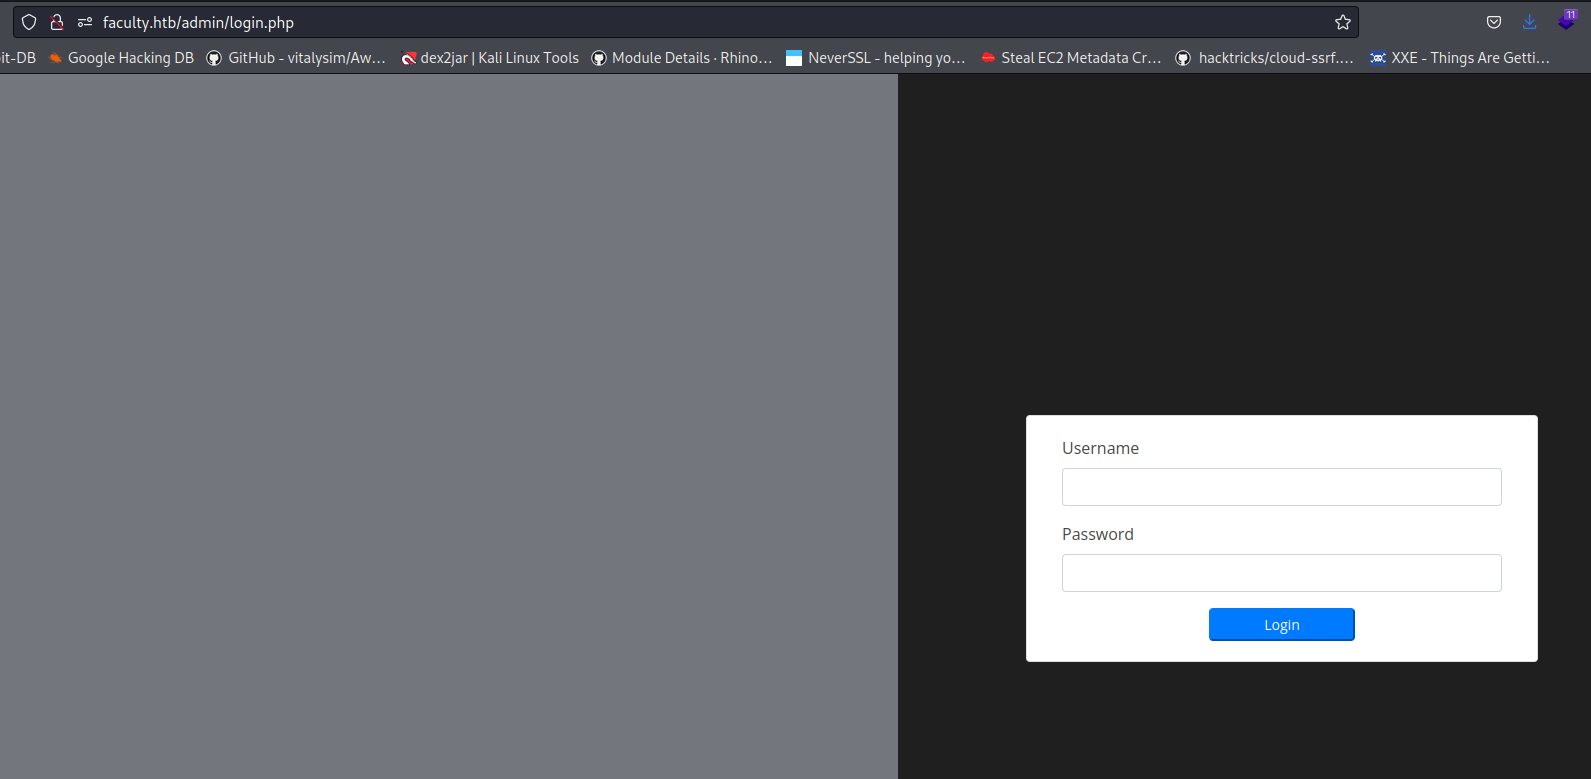 faculty.htb/admin/login.php
11
it-DB Google Hacking DB GitHub - vitalysim/Aw... dex2jar | Kali Linux Tools Module Details · Rhino... NeverSSL - helping yo... Steal EC2 Metadata Cr... hacktricks/cloud-ssrf.... XXE - Things Are Getti...
Username
Password
Login